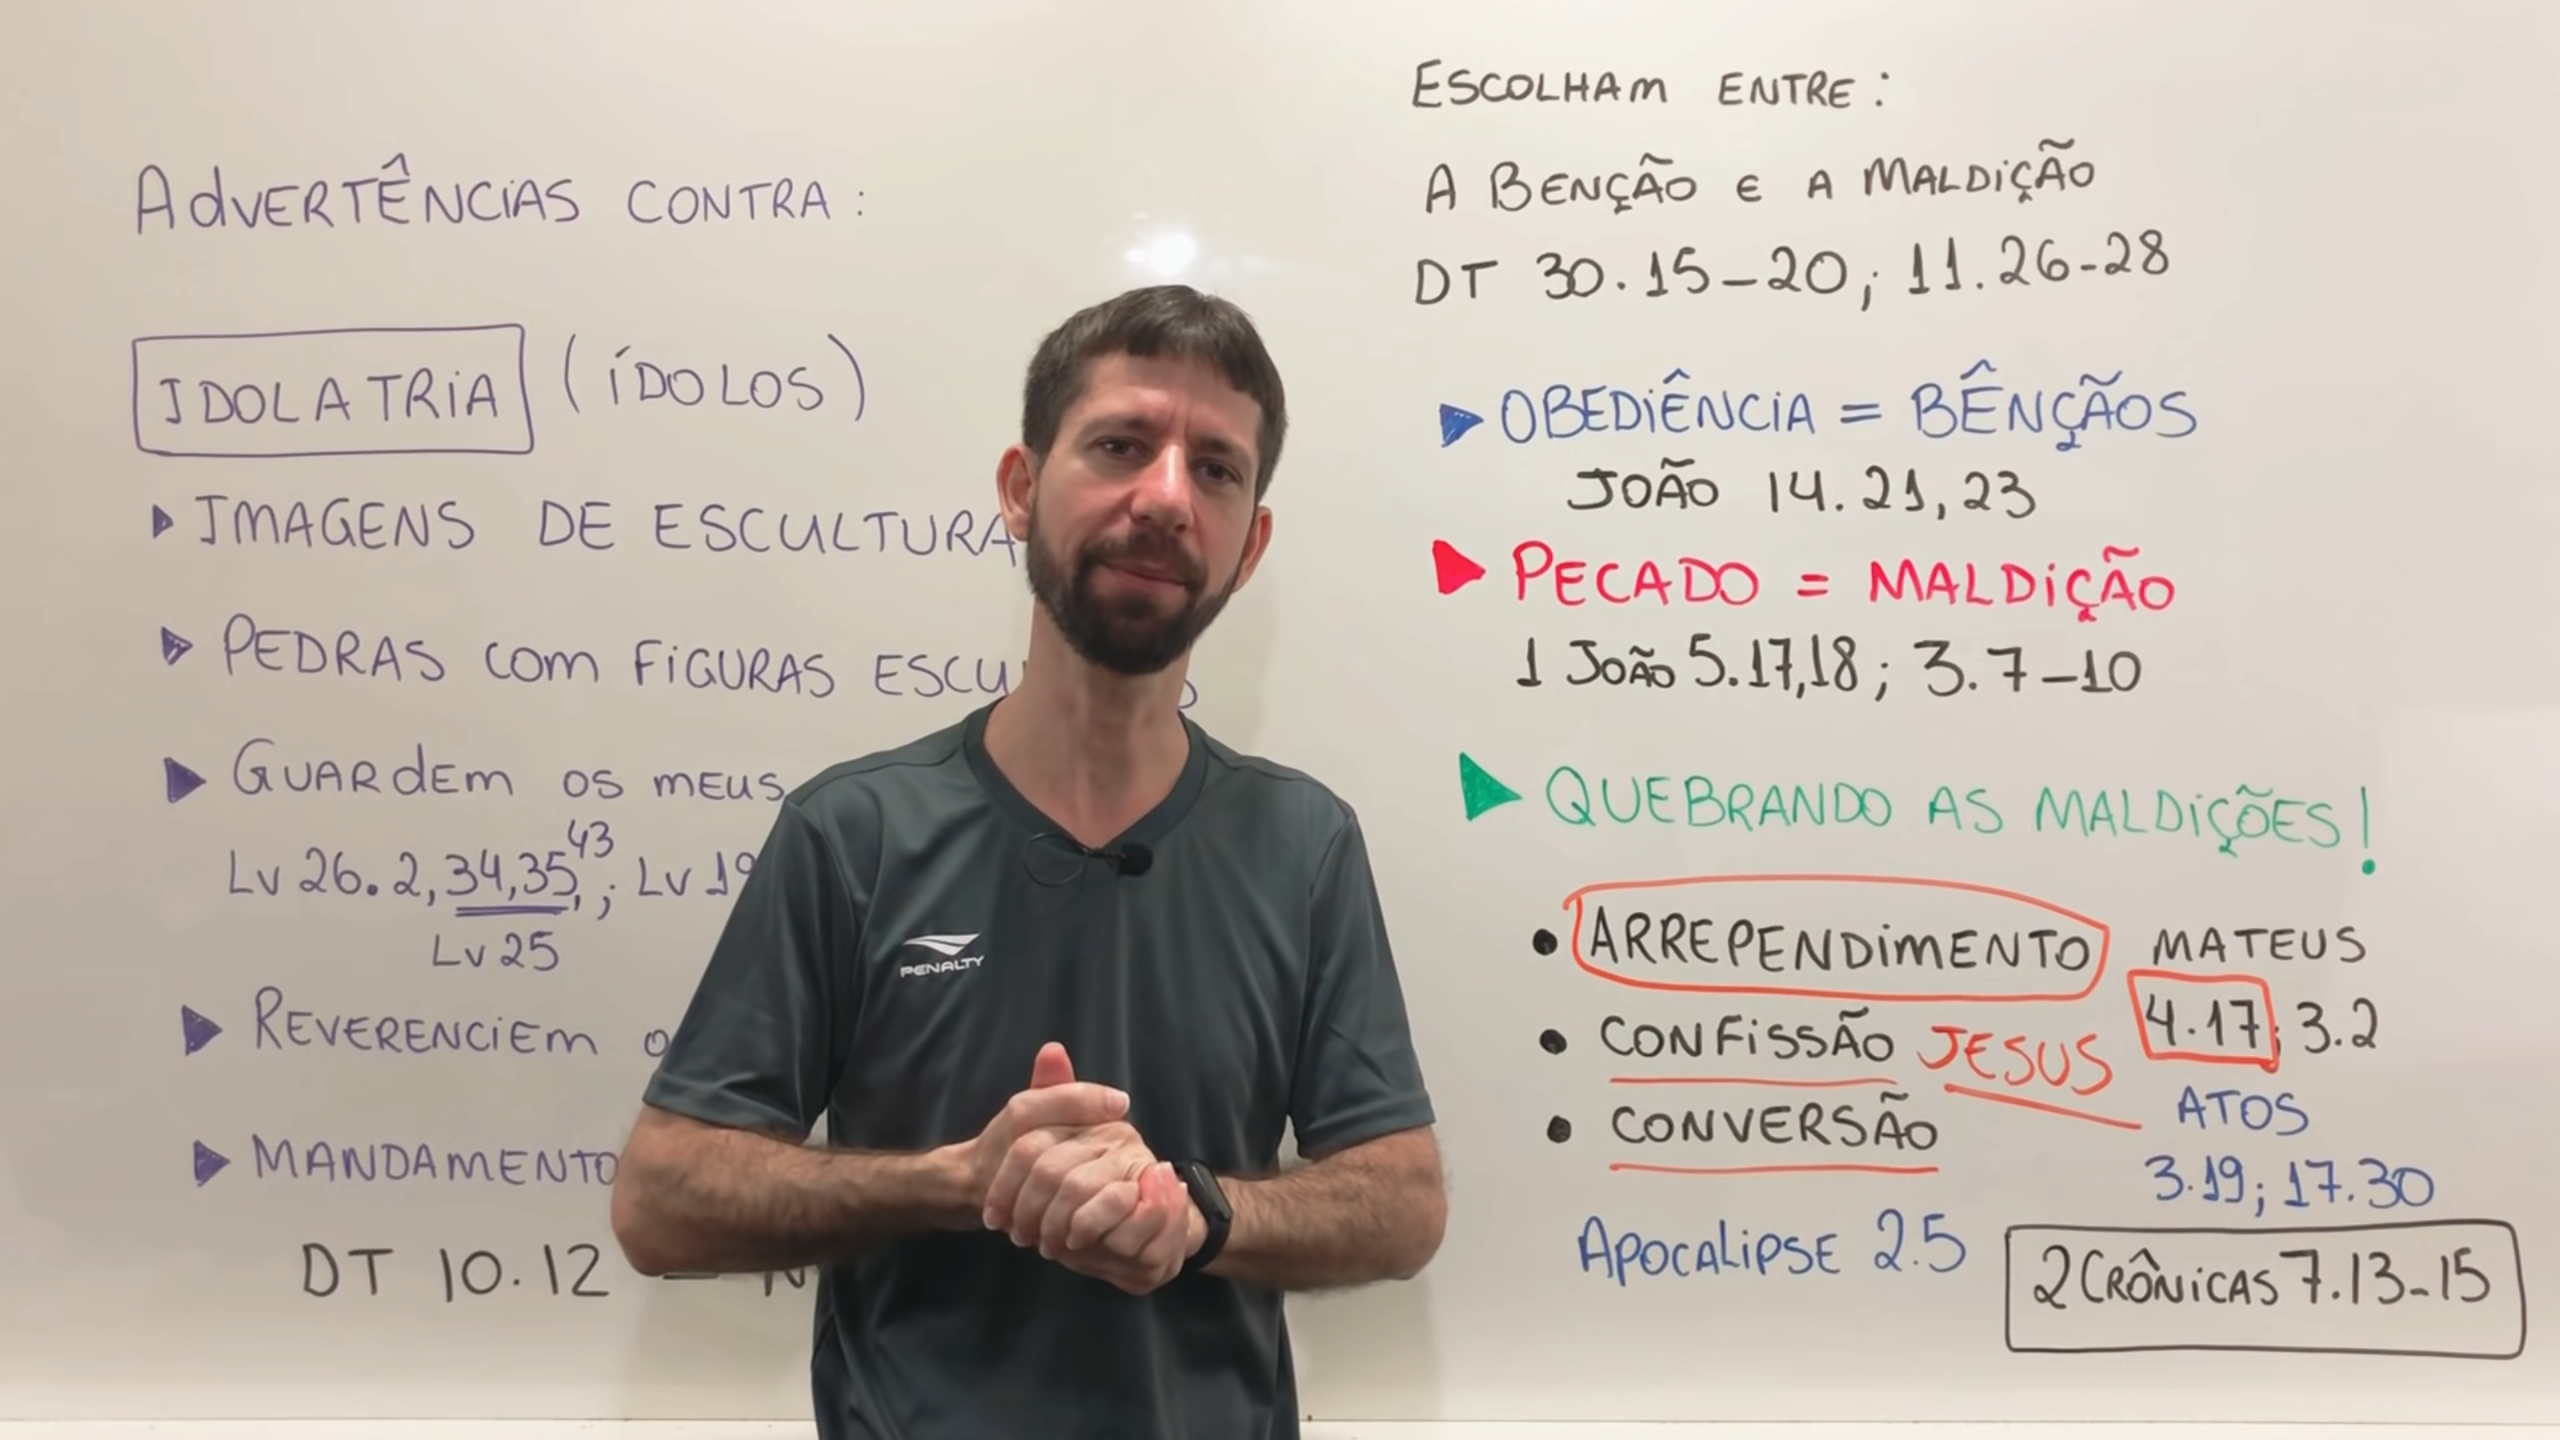 AdVERTÊNCIAS CONTRA:
IDOLATRIA (ÍDOLOS)
IMAGENS DE ESCULTURA
PEDRAS COM FIGURAS
GUARDEM OS MEUS
Lv 26.2, 34,35, 43; Lv
Lv 25
REVERENCIEM
MANDAMENTO
DT 10.12
ESCOLHAM ENTRE:
A BENÇÃO E A MALDIÇÃO
DT 30.15-20; 11.26-28
OBEDIÊNCIA = BÊNÇÃOS
JOÃO 14.21,23
PECADO = MALDIÇÃO
1 JOÃO 5.17,18; 3.7-10
QUEBRANDO AS MALDIÇÕES!
• ARREPENDIMENTO MATEUS
4.17; 3.2
• CONFISSÃO JESUS
• CONVERSÃO
ATOS
3.19; 17.30
APOCALIPSE 2.5
2 CRÔNICAS 7.13-15
PENALTY